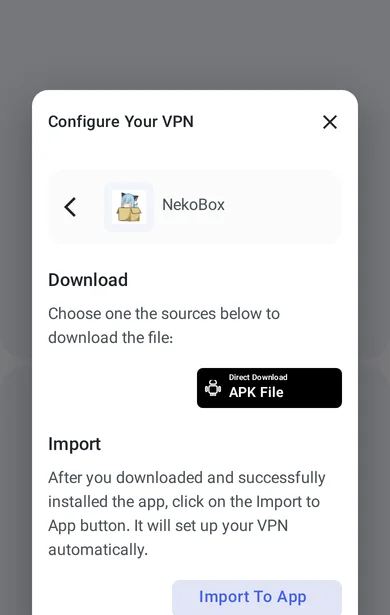 Configure Your VPN
NekoBox
Download
Choose one the sources below to
download the file:
Direct Download
APK File
Import
After you downloaded and successfully
installed the app, click on the Import to
App button. It will set up your VPN
automatically.
Import To App